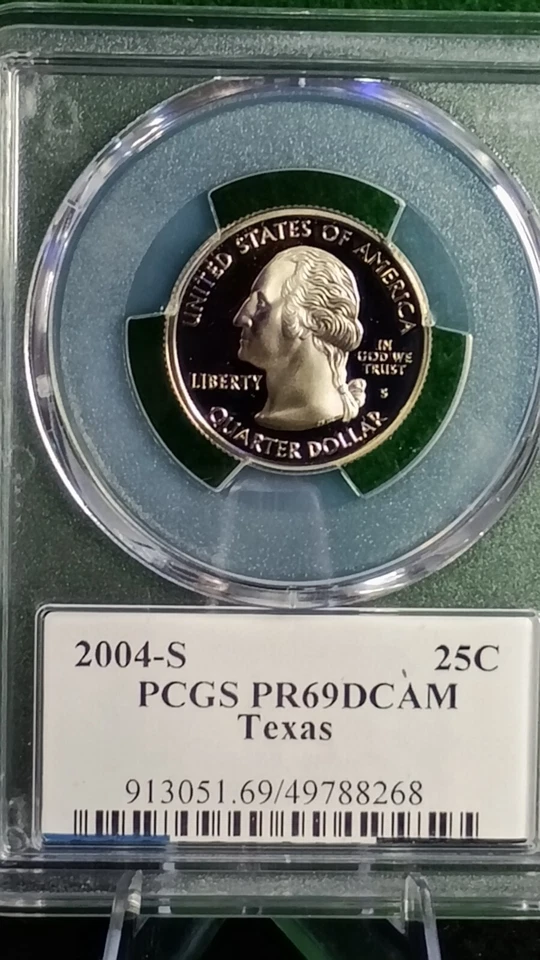 UNITED STATES OF AMERICA
IN
GOD WE
TRUST
LIBERTY
S
QUARTER DOLLAR
2004-S 25C
PCGS PR69DCAM
Texas
913051.69/49788268